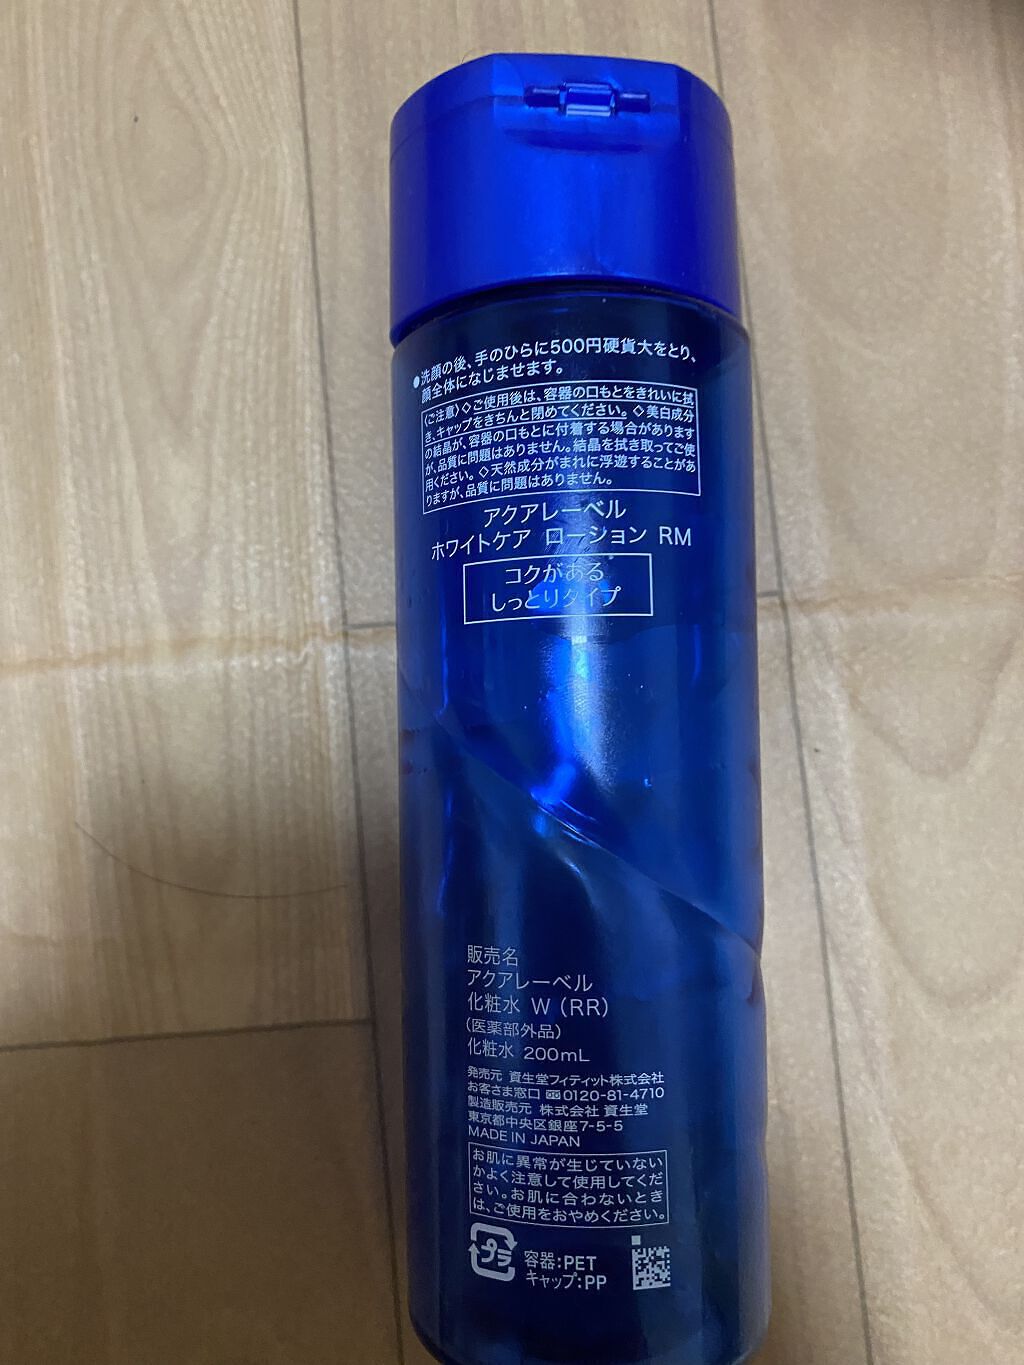 ●洗顔の後、手のひらに500円硬貨大をとり、
顔全体になじませます。
〈ご注意〉◇ご使用後は、容器の口もとをきれいに拭
き、キャップをきちんと閉めてください。◇美白成分
の結晶が、容器の口もとに付着する場合があります
が、品質に問題はありません。結晶を拭き取ってご使
用ください。◇天然成分がまれに浮遊することがあ
りますが、品質に問題はありません。
アクアレーベル
ホワイトケア ローション RM
コクがある
しっとりタイプ
販売名
アクアレーベル
化粧水 W (RR)
(医薬部外品)
化粧水 200mL
発売元 資生堂フィティット株式会社
お客さま窓口 ☎0120-81-4710
製造販売元 株式会社 資生堂
東京都中央区銀座7-5-5
MADE IN JAPAN
お肌に異常が生じていない
かよく注意して使用してくだ
さい。お肌に合わないとき
は、ご使用をおやめください。
プラ
容器:PET
キャップ:PP